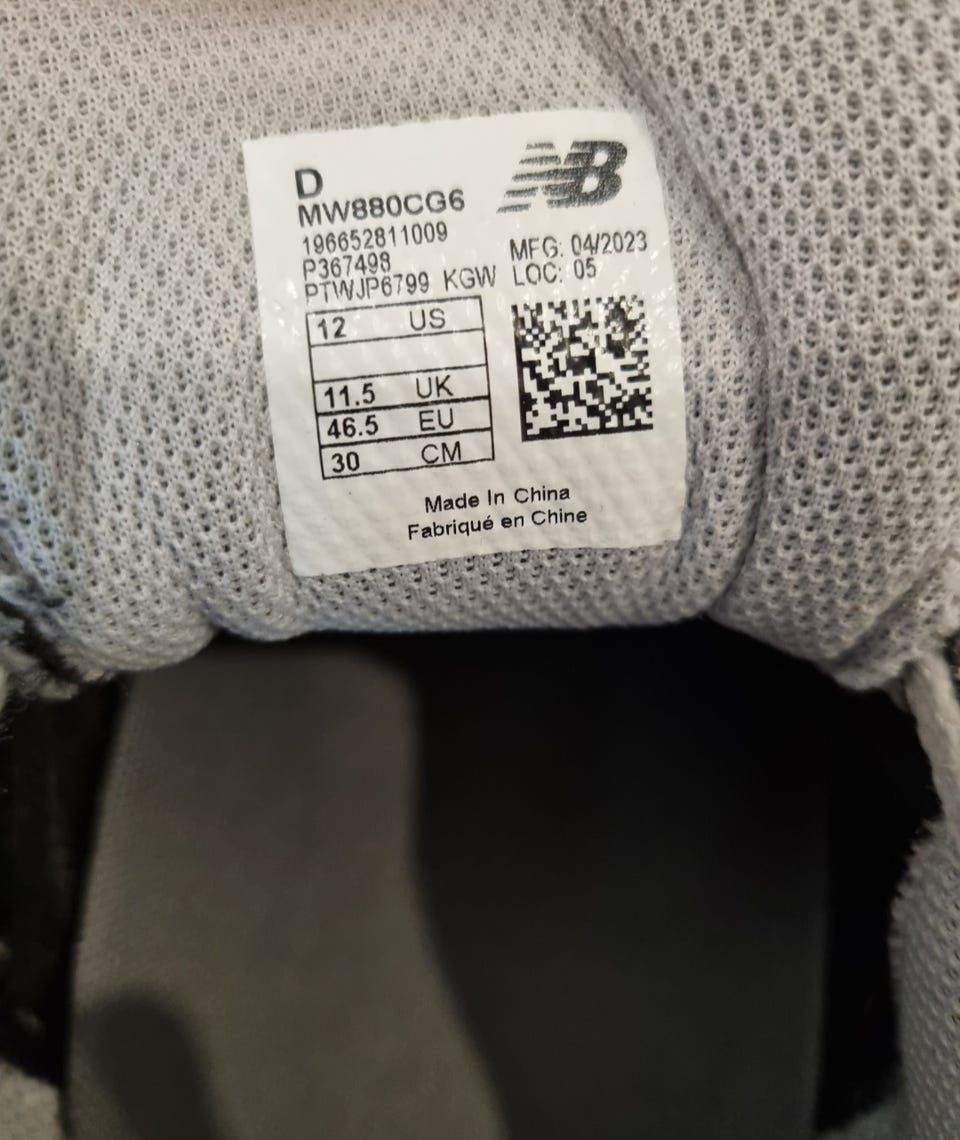 D
NB
MW880CG6
196652811009
P367498
PTWJP6799 KGW
MFG: 04/2023
LOC: 05
12 US
11.5 UK
46.5 EU
30 CM
Made In China
Fabriqué en Chine